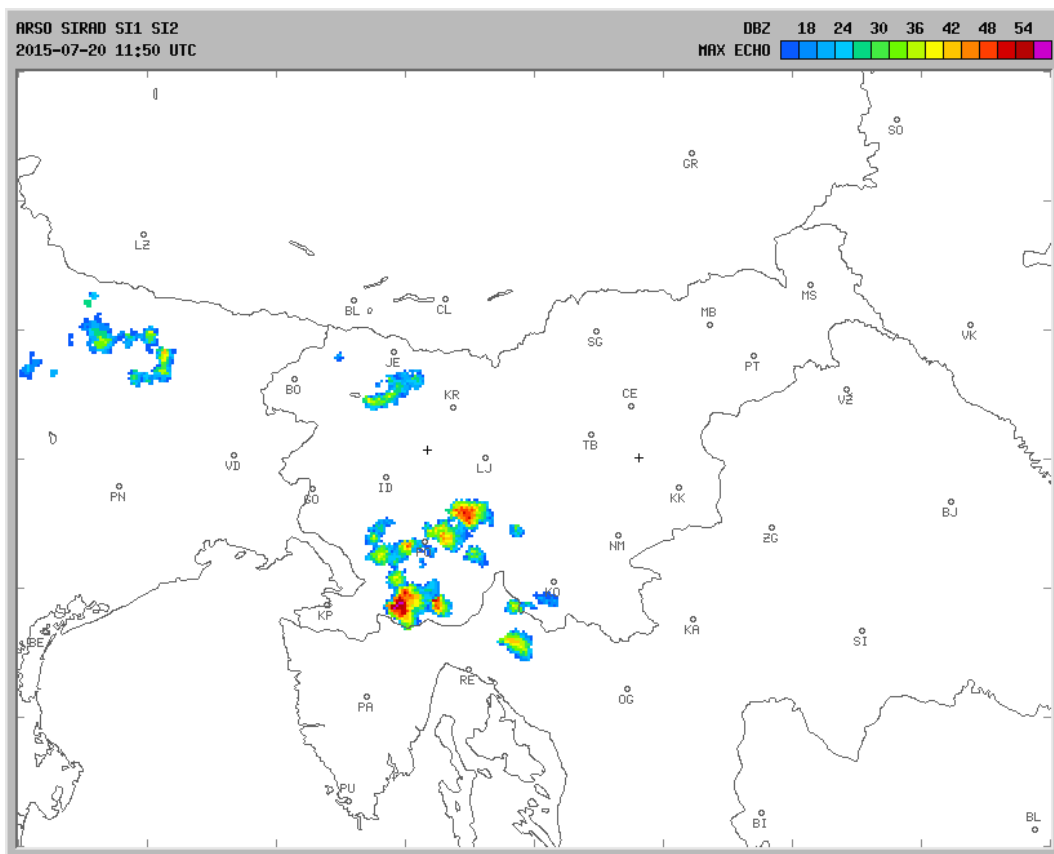 ARSO SIRAD SI1 SI2
2015-07-20 11:50 UTC
DBZ 18 24 30 36 42 48 54
MAX ECHO
SO
GR
LZ
MS
BL
CL
MB
VK
SG
JE
PT
BO
KR
CE
VŽ
TB
VD
LJ
ID
PN
GO
KK
BJ
ZG
NM
KO
KP
KA
SI
BE
RE
PA
OG
PU
BI
BL